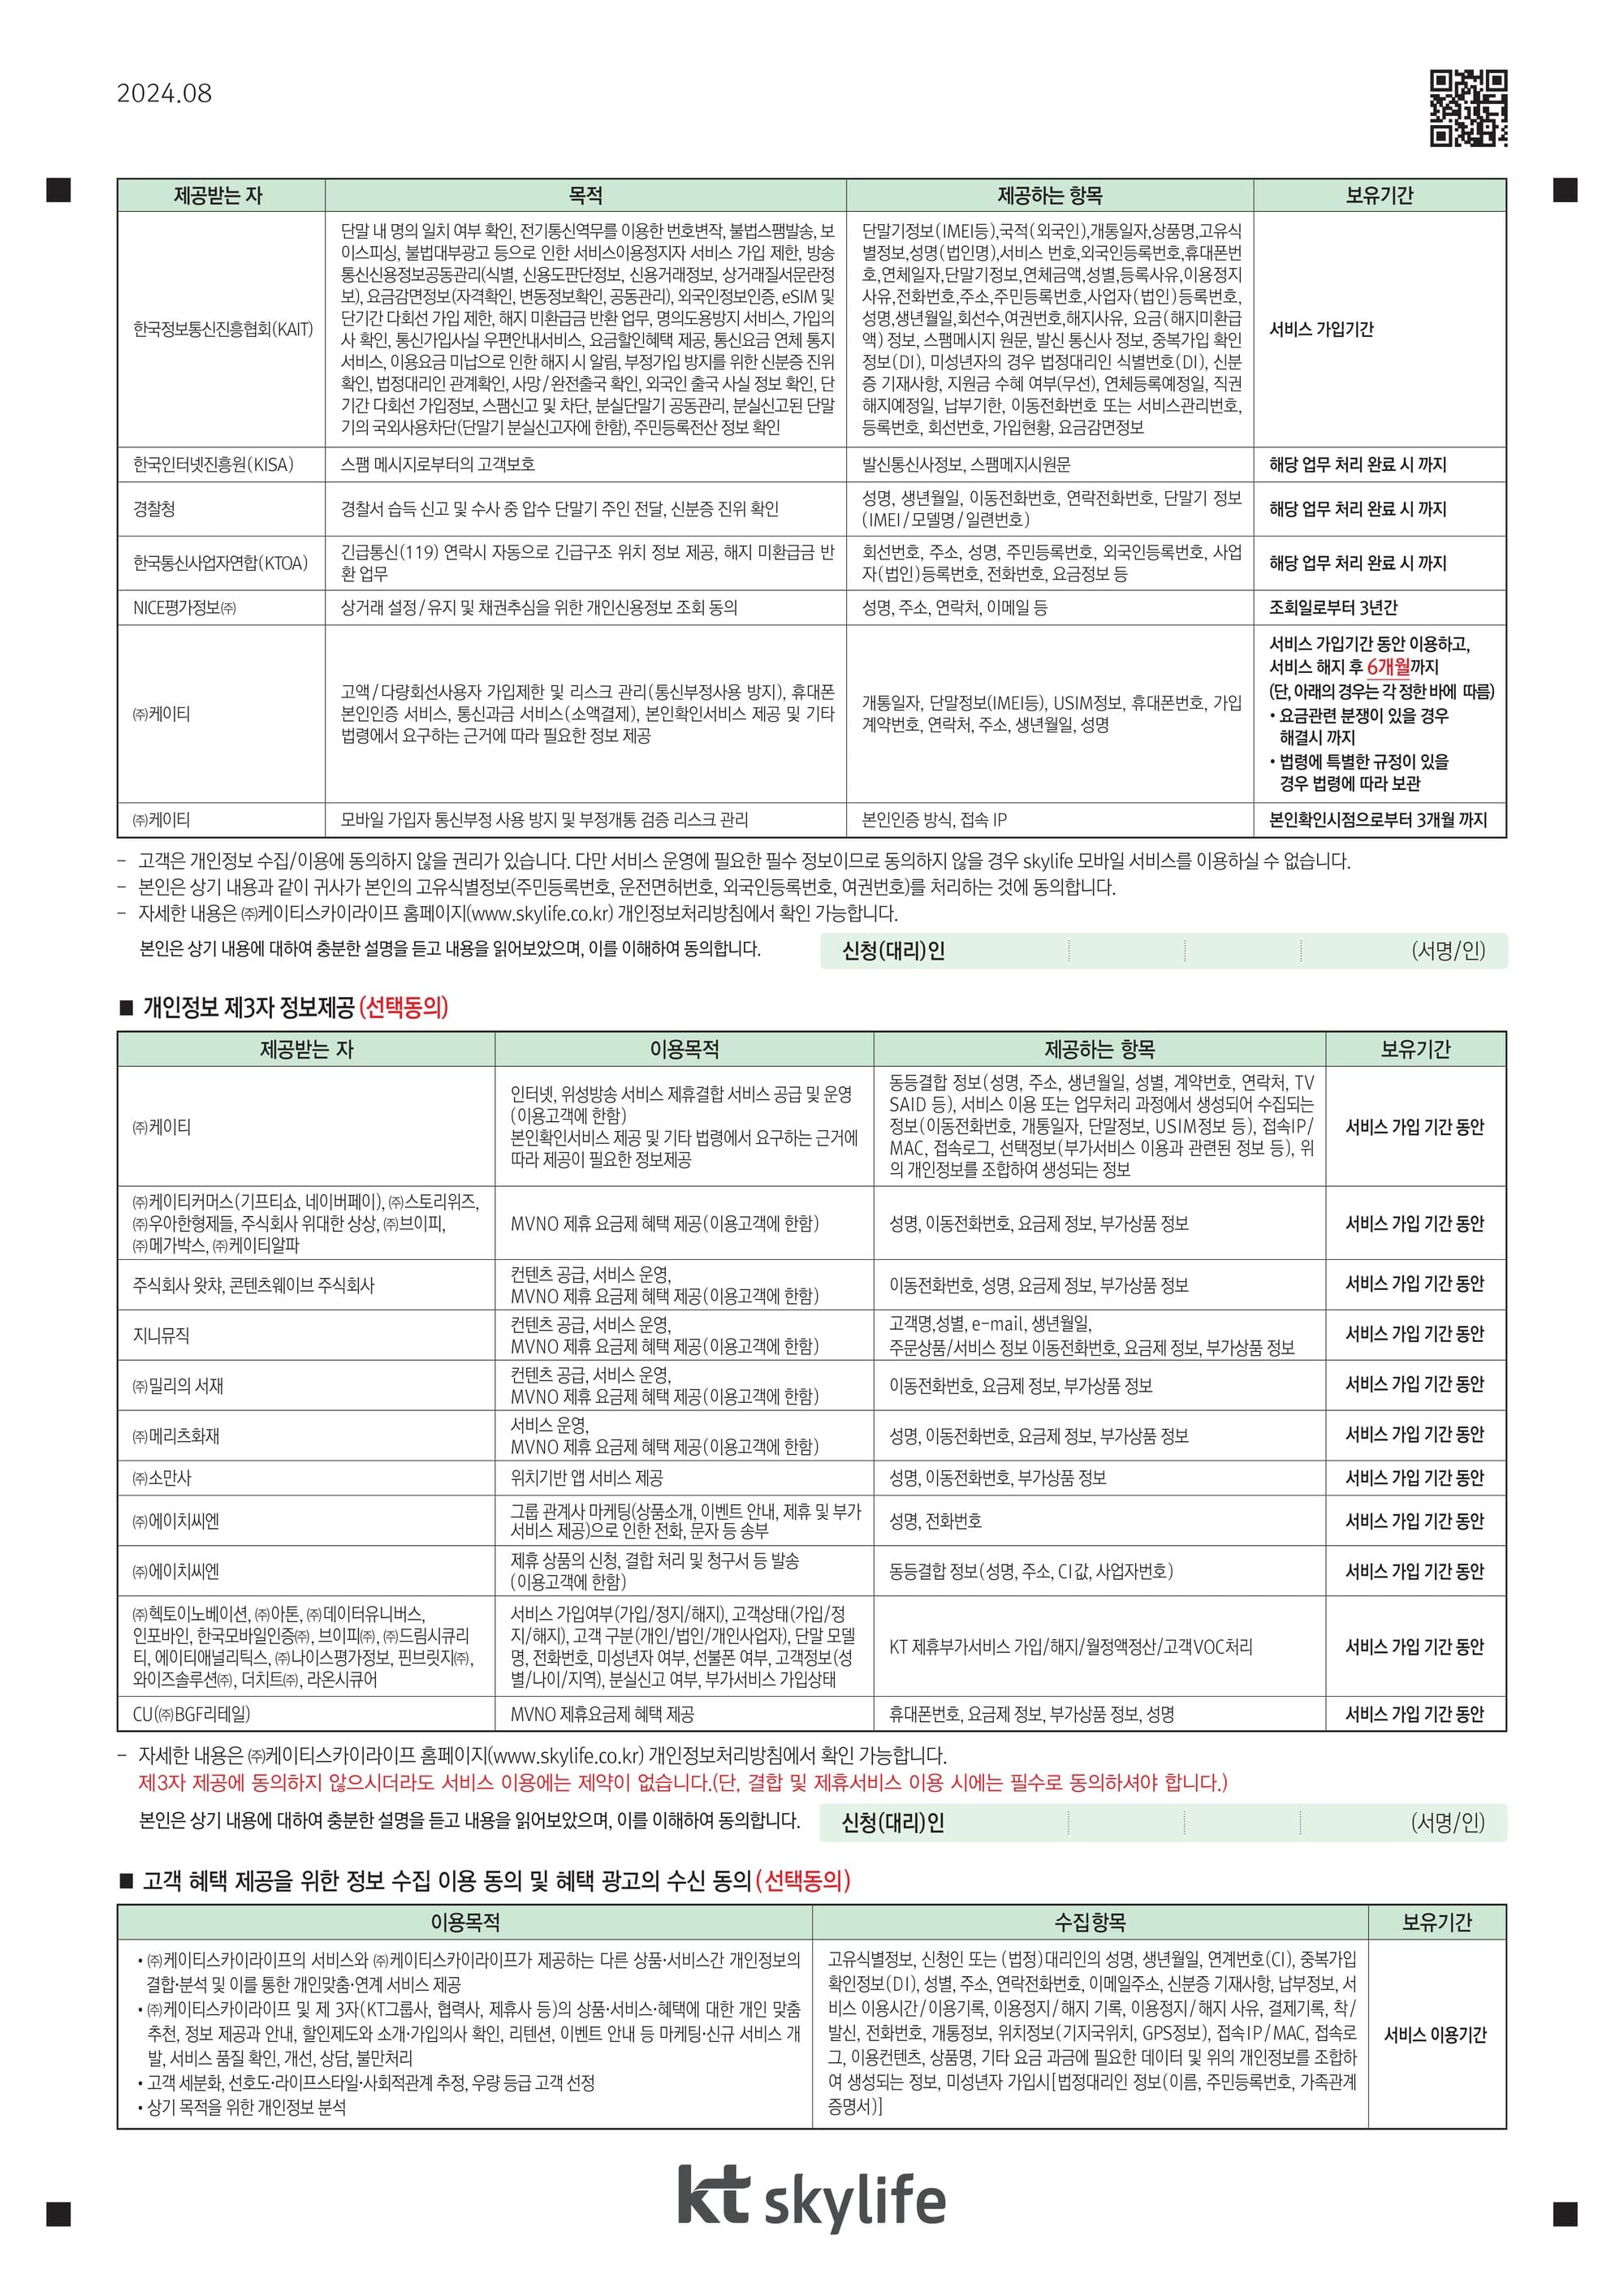 2024.08
제공받는 자
목적
제공하는 항목
보유기간
한국정보통신진흥협회(KAIT)
단말 내 명의 일치 여부 확인, 전기통신역무를 이용한 번호변작, 불법스팸발송, 보
이스피싱, 불법대부광고 등으로 인한 서비스이용정지자 서비스 가입 제한, 방송
통신신용정보공동관리(식별, 신용도판단정보, 신용거래정보, 상거래질서문란정
보), 요금감면정보(자격확인, 변동정보확인, 공동관리), 외국인정보인증, eSIM 및
단기간 다회선 가입 제한, 해지 미환급금 반환 업무, 명의도용방지 서비스, 가입의
사 확인, 통신가입사실 우편안내서비스, 요금할인혜택 제공, 통신요금 연체 통지
서비스, 이용요금 미납으로 인한 해지 시 알림, 부정가입 방지를 위한 신분증 진위
확인, 법정대리인 관계확인, 사망/완전출국 확인, 외국인 출국 사실 정보 확인, 단
기간 다회선 가입정보, 스팸신고 및 차단, 분실단말기 공동관리, 분실신고된 단말
기의 국외사용차단(단말기 분실신고자에 한함), 주민등록전산 정보 확인
단말기정보(IMEI등),국적(외국인),개통일자,상품명,고유식
별정보,성명(법인명),서비스 번호,외국인등록번호,휴대폰번
호,연체일자,단말기정보,연체금액,성별,등록사유,이용정지
사유,전화번호,주소,주민등록번호,사업자(법인)등록번호,
성명,생년월일,회선수,여권번호,해지사유, 요금(해지미환급
액) 정보, 스팸메시지 원문, 발신 통신사 정보, 중복가입 확인
정보(DI), 미성년자의 경우 법정대리인 식별번호(DI), 신분
증 기재사항, 지원금 수혜 여부(무선), 연체등록예정일, 직권
해지예정일, 납부기한, 이동전화번호 또는 서비스관리번호,
등록번호, 회선번호, 가입현황, 요금감면정보
서비스 가입기간
한국인터넷진흥원(KISA)
스팸 메시지로부터의 고객보호
발신통신사정보, 스팸메지시원문
해당 업무 처리 완료 시 까지
경찰청
경찰서 습득 신고 및 수사 중 압수 단말기 주인 전달, 신분증 진위 확인
성명, 생년월일, 이동전화번호, 연락전화번호, 단말기 정보
(IMEI/모델명/일련번호)
해당 업무 처리 완료 시 까지
한국통신사업자연합(KTOA)
긴급통신(119) 연락시 자동으로 긴급구조 위치 정보 제공, 해지 미환급금 반
환 업무
회선번호, 주소, 성명, 주민등록번호, 외국인등록번호, 사업
자(법인)등록번호, 전화번호, 요금정보 등
해당 업무 처리 완료 시 까지
NICE평가정보㈜
상거래 설정/유지 및 채권추심을 위한 개인신용정보 조회 동의
성명, 주소, 연락처, 이메일 등
조회일로부터 3년간
㈜케이티
고액/다량회선사용자 가입제한 및 리스크 관리(통신부정사용 방지), 휴대폰
본인인증 서비스, 통신과금 서비스(소액결제), 본인확인서비스 제공 및 기타
법령에서 요구하는 근거에 따라 필요한 정보 제공
개통일자, 단말정보(IMEI등), USIM정보, 휴대폰번호, 가입
계약번호, 연락처, 주소, 생년월일, 성명
서비스 가입기간 동안 이용하고,
서비스 해지 후 6개월까지
(단, 아래의 경우는 각 정한 바에 따름)
• 요금관련 분쟁이 있을 경우
해결시 까지
• 법령에 특별한 규정이 있을
경우 법령에 따라 보관
㈜케이티
모바일 가입자 통신부정 사용 방지 및 부정개통 검증 리스크 관리
본인인증 방식, 접속 IP
본인확인시점으로부터 3개월 까지
– 고객은 개인정보 수집/이용에 동의하지 않을 권리가 있습니다. 다만 서비스 운영에 필요한 필수 정보이므로 동의하지 않을 경우 skylife 모바일 서비스를 이용하실 수 없습니다.
– 본인은 상기 내용과 같이 귀사가 본인의 고유식별정보(주민등록번호, 운전면허번호, 외국인등록번호, 여권번호)를 처리하는 것에 동의합니다.
– 자세한 내용은 ㈜케이티스카이라이프 홈페이지(www.skylife.co.kr) 개인정보처리방침에서 확인 가능합니다.
본인은 상기 내용에 대하여 충분한 설명을 듣고 내용을 읽어보았으며, 이를 이해하여 동의합니다.
신청(대리)인 (서명/인)
■ 개인정보 제3자 정보제공 (선택동의)
제공받는 자
이용목적
제공하는 항목
보유기간
㈜케이티
인터넷, 위성방송 서비스 제휴결합 서비스 공급 및 운영
(이용고객에 한함)
본인확인서비스 제공 및 기타 법령에서 요구하는 근거에
따라 제공이 필요한 정보제공
동등결합 정보(성명, 주소, 생년월일, 성별, 계약번호, 연락처, TV
SAID 등), 서비스 이용 또는 업무처리 과정에서 생성되어 수집되는
정보(이동전화번호, 개통일자, 단말정보, USIM정보 등), 접속IP/
MAC, 접속로그, 선택정보(부가서비스 이용과 관련된 정보 등), 위
의 개인정보를 조합하여 생성되는 정보
서비스 가입 기간 동안
㈜케이티커머스(기프티쇼, 네이버페이), ㈜스토리위즈,
㈜우아한형제들, 주식회사 위대한 상상, ㈜브이피,
㈜메가박스, ㈜케이티알파
MVNO 제휴 요금제 혜택 제공(이용고객에 한함)
성명, 이동전화번호, 요금제 정보, 부가상품 정보
서비스 가입 기간 동안
주식회사 왓챠, 콘텐츠웨이브 주식회사
컨텐츠 공급, 서비스 운영,
MVNO 제휴 요금제 혜택 제공(이용고객에 한함)
이동전화번호, 성명, 요금제 정보, 부가상품 정보
서비스 가입 기간 동안
지니뮤직
컨텐츠 공급, 서비스 운영,
MVNO 제휴 요금제 혜택 제공(이용고객에 한함)
고객명,성별, e-mail, 생년월일,
주문상품/서비스 정보 이동전화번호, 요금제 정보, 부가상품 정보
서비스 가입 기간 동안
㈜밀리의 서재
컨텐츠 공급, 서비스 운영,
MVNO 제휴 요금제 혜택 제공(이용고객에 한함)
이동전화번호, 요금제 정보, 부가상품 정보
서비스 가입 기간 동안
㈜메리츠화재
서비스 운영,
MVNO 제휴 요금제 혜택 제공(이용고객에 한함)
성명, 이동전화번호, 요금제 정보, 부가상품 정보
서비스 가입 기간 동안
㈜소만사
위치기반 앱 서비스 제공
성명, 이동전화번호, 부가상품 정보
서비스 가입 기간 동안
㈜에이치씨엔
그룹 관계사 마케팅(상품소개, 이벤트 안내, 제휴 및 부가
서비스 제공)으로 인한 전화, 문자 등 송부
성명, 전화번호
서비스 가입 기간 동안
㈜에이치씨엔
제휴 상품의 신청, 결합 처리 및 청구서 등 발송
(이용고객에 한함)
동등결합 정보(성명, 주소, CI값, 사업자번호)
서비스 가입 기간 동안
㈜헥토이노베이션, ㈜아톤, ㈜데이터유니버스,
인포바인, 한국모바일인증㈜, 브이피㈜, ㈜드림시큐리
티, 에이티애널리틱스, ㈜나이스평가정보, 핀브릿지㈜,
와이즈솔루션㈜, 더치트㈜, 라온시큐어
서비스 가입여부(가입/정지/해지), 고객상태(가입/정
지/해지), 고객 구분(개인/법인/개인사업자), 단말 모델
명, 전화번호, 미성년자 여부, 선불폰 여부, 고객정보(성
별/나이/지역), 분실신고 여부, 부가서비스 가입상태
KT 제휴부가서비스 가입/해지/월정액정산/고객VOC처리
서비스 가입 기간 동안
CU(㈜BGF리테일)
MVNO 제휴요금제 혜택 제공
휴대폰번호, 요금제 정보, 부가상품 정보, 성명
서비스 가입 기간 동안
– 자세한 내용은 ㈜케이티스카이라이프 홈페이지(www.skylife.co.kr) 개인정보처리방침에서 확인 가능합니다.
제3자 제공에 동의하지 않으시더라도 서비스 이용에는 제약이 없습니다.(단, 결합 및 제휴서비스 이용 시에는 필수로 동의하셔야 합니다.)
본인은 상기 내용에 대하여 충분한 설명을 듣고 내용을 읽어보았으며, 이를 이해하여 동의합니다.
신청(대리)인 (서명/인)
■ 고객 혜택 제공을 위한 정보 수집 이용 동의 및 혜택 광고의 수신 동의 (선택동의)
이용목적
수집항목
보유기간
• ㈜케이티스카이라이프의 서비스와 ㈜케이티스카이라이프가 제공하는 다른 상품·서비스간 개인정보의
결합·분석 및 이를 통한 개인맞춤·연계 서비스 제공
• ㈜케이티스카이라이프 및 제 3자(KT그룹사, 협력사, 제휴사 등)의 상품·서비스·혜택에 대한 개인 맞춤
추천, 정보 제공과 안내, 할인제도와 소개·가입의사 확인, 리텐션, 이벤트 안내 등 마케팅·신규 서비스 개
발, 서비스 품질 확인, 개선, 상담, 불만처리
• 고객 세분화, 선호도·라이프스타일·사회적관계 추정, 우량 등급 고객 선정
• 상기 목적을 위한 개인정보 분석
고유식별정보, 신청인 또는 (법정)대리인의 성명, 생년월일, 연계번호(CI), 중복가입
확인정보(DI), 성별, 주소, 연락전화번호, 이메일주소, 신분증 기재사항, 납부정보, 서
비스 이용시간/이용기록, 이용정지/해지 기록, 이용정지/해지 사유, 결제기록, 착/
발신, 전화번호, 개통정보, 위치정보(기지국위치, GPS정보), 접속IP/MAC, 접속로
그, 이용컨텐츠, 상품명, 기타 요금 과금에 필요한 데이터 및 위의 개인정보를 조합하
여 생성되는 정보, 미성년자 가입시[법정대리인 정보(이름, 주민등록번호, 가족관계
증명서)]
서비스 이용기간
kt skylife